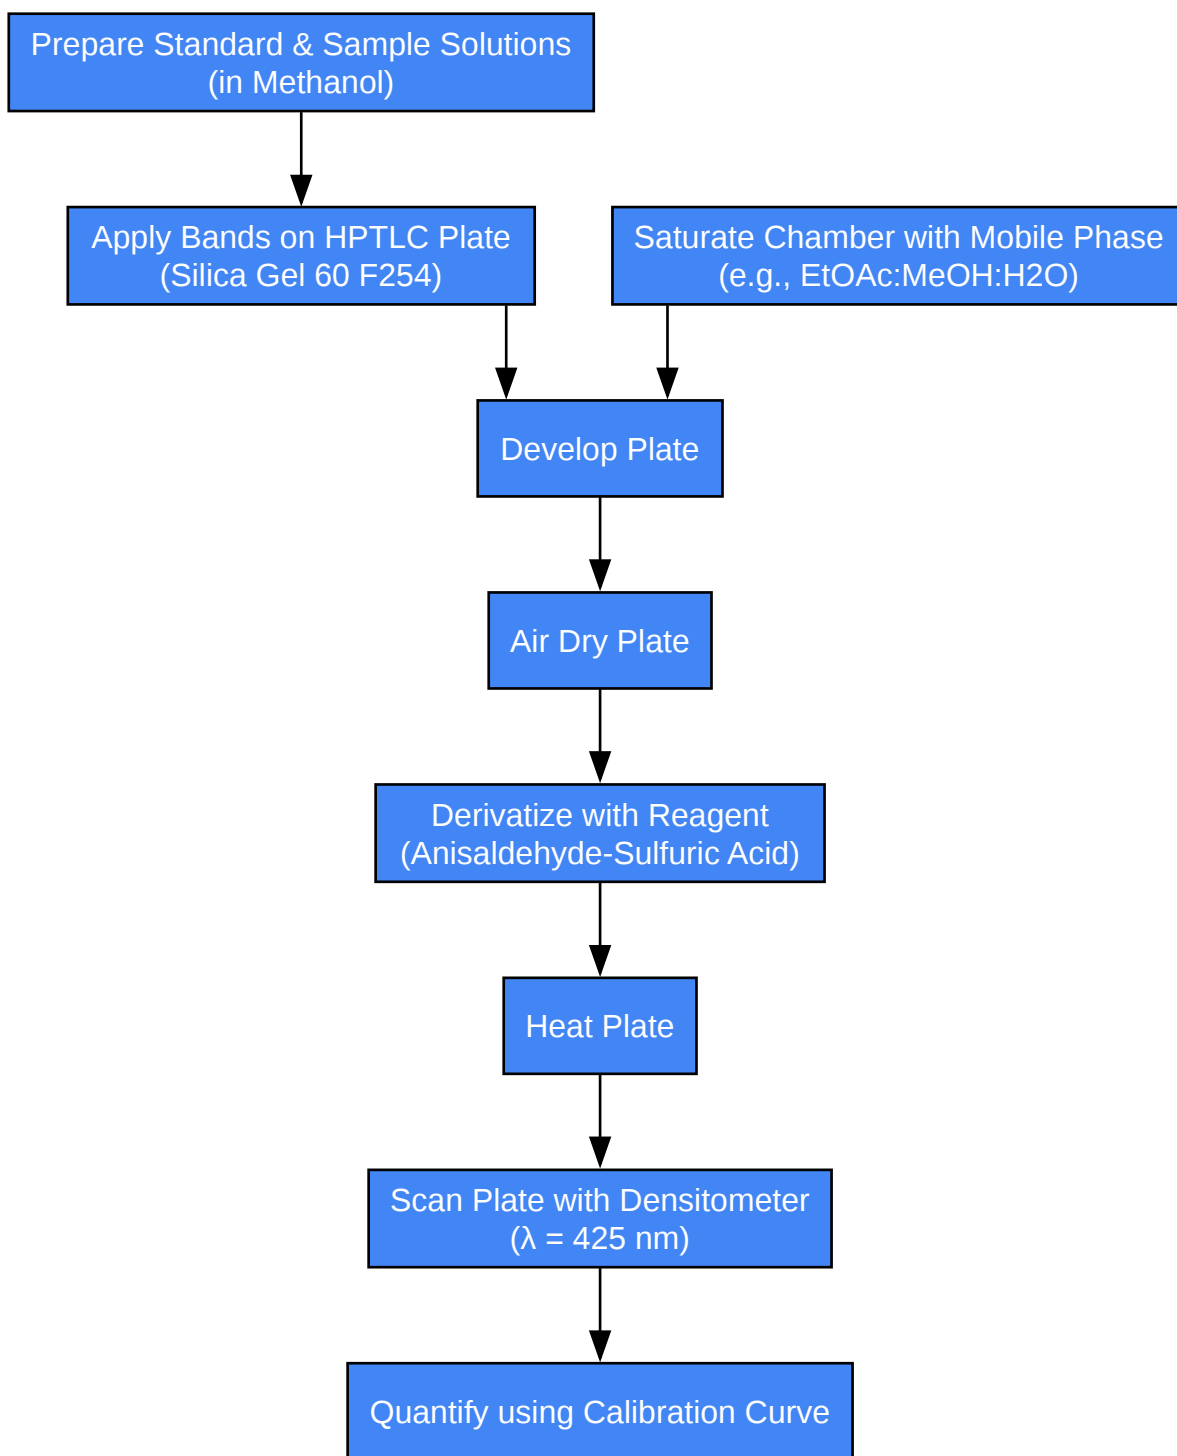 Prepare Standard & Sample Solutions
(in Methanol)
Apply Bands on HPTLC Plate
(Silica Gel 60 F254)
Saturate Chamber with Mobile Phase
(e.g., EtOAc:MeOH:H2O)
Develop Plate
Air Dry Plate
Derivatize with Reagent
(Anisaldehyde-Sulfuric Acid)
Heat Plate
Scan Plate with Densitometer
(λ = 425 nm)
Quantify using Calibration Curve